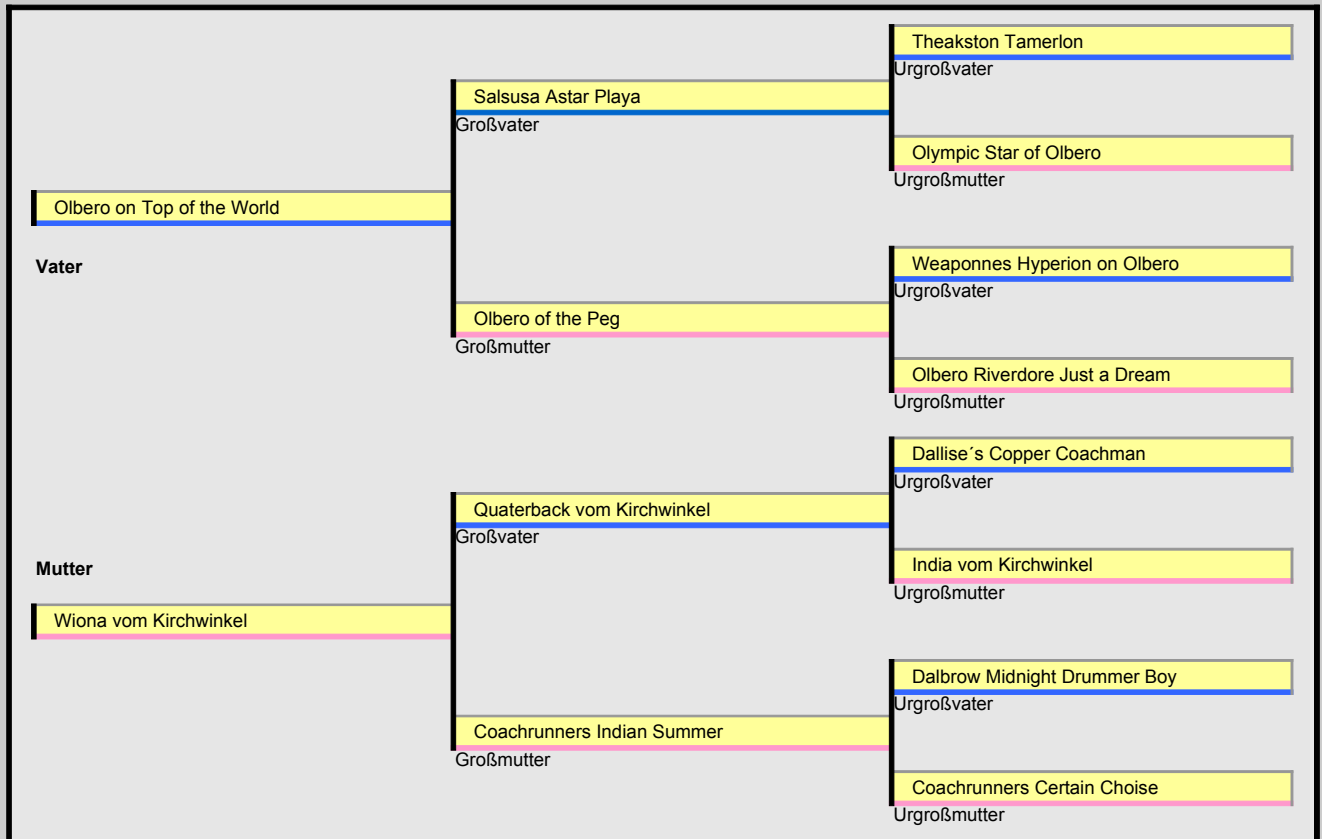 Theakston Tamerlon
Urgroßvater
Salsusa Astar Playa
Großvater
Olympic Star of Olbero
Urgroßmutter
Olbero on Top of the World
Vater
Weaponnes Hyperion on Olbero
Urgroßvater
Olbero of the Peg
Großmutter
Olbero Riverdore Just a Dream
Urgroßmutter
Dallise´s Copper Coachman
Urgroßvater
Quaterback vom Kirchwinkel
Großvater
Mutter
India vom Kirchwinkel
Urgroßmutter
Wiona vom Kirchwinkel
Dalbrow Midnight Drummer Boy
Urgroßvater
Coachrunners Indian Summer
Großmutter
Coachrunners Certain Choise
Urgroßmutter